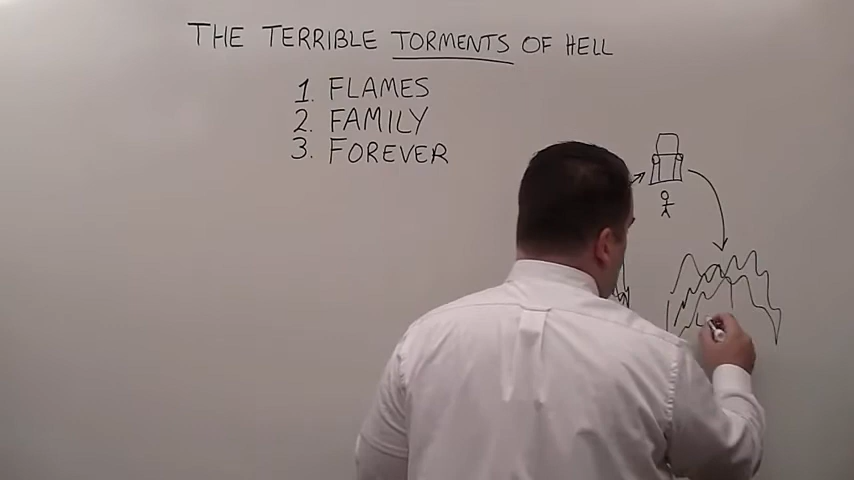 THE TERRIBLE TORMENTS OF HELL
1. FLAMES
2. FAMILY
3. FOREVER